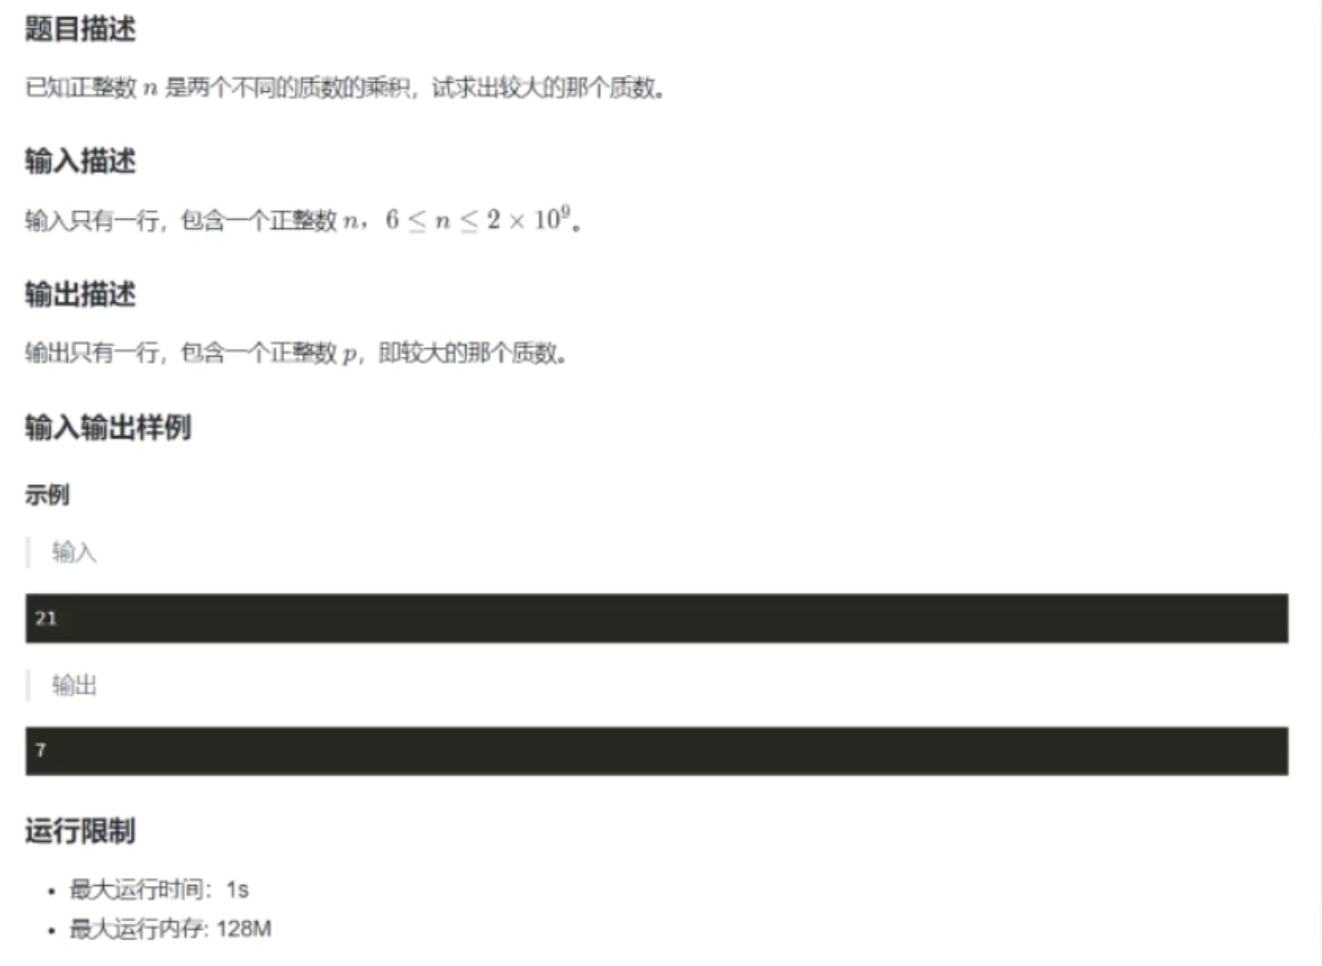 题目描述
已知正整数 n 是两个不同的质数的乘积，试求出较大的那个质数。
输入描述
输入只有一行，包含一个正整数 n，6 ≤ n ≤ 2 × 10⁹。
输出描述
输出只有一行，包含一个正整数 p，即较大的那个质数。
输入输出样例
示例
输入
21
输出
7
运行限制
• 最大运行时间：1s
• 最大运行内存: 128M